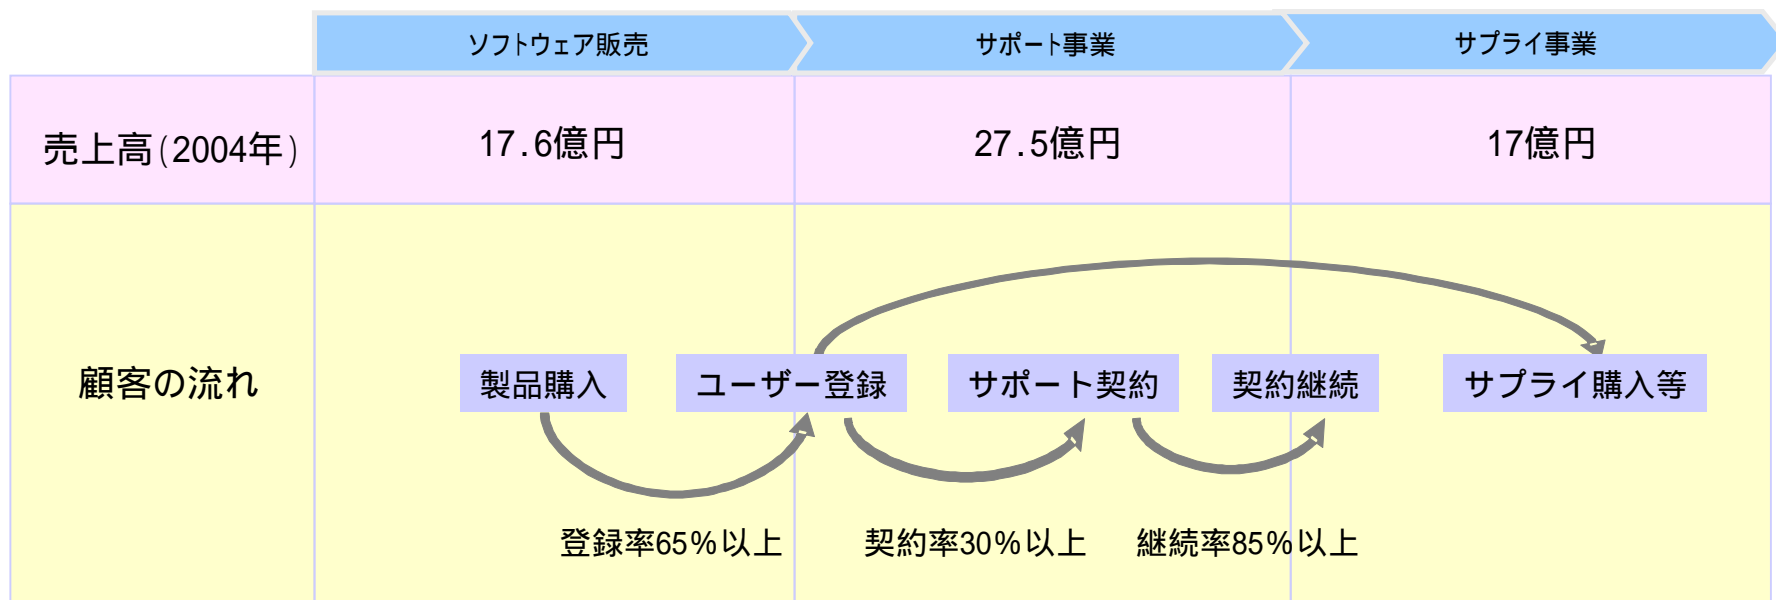 ソフトウェア販売
サポート事業
サプライ事業
売上高(2004年)
17.6億円
27.5億円
17億円
顧客の流れ
製品購入
ユーザー登録
サポート契約
契約継続
サプライ購入等
登録率65%以上
契約率30%以上
継続率85%以上